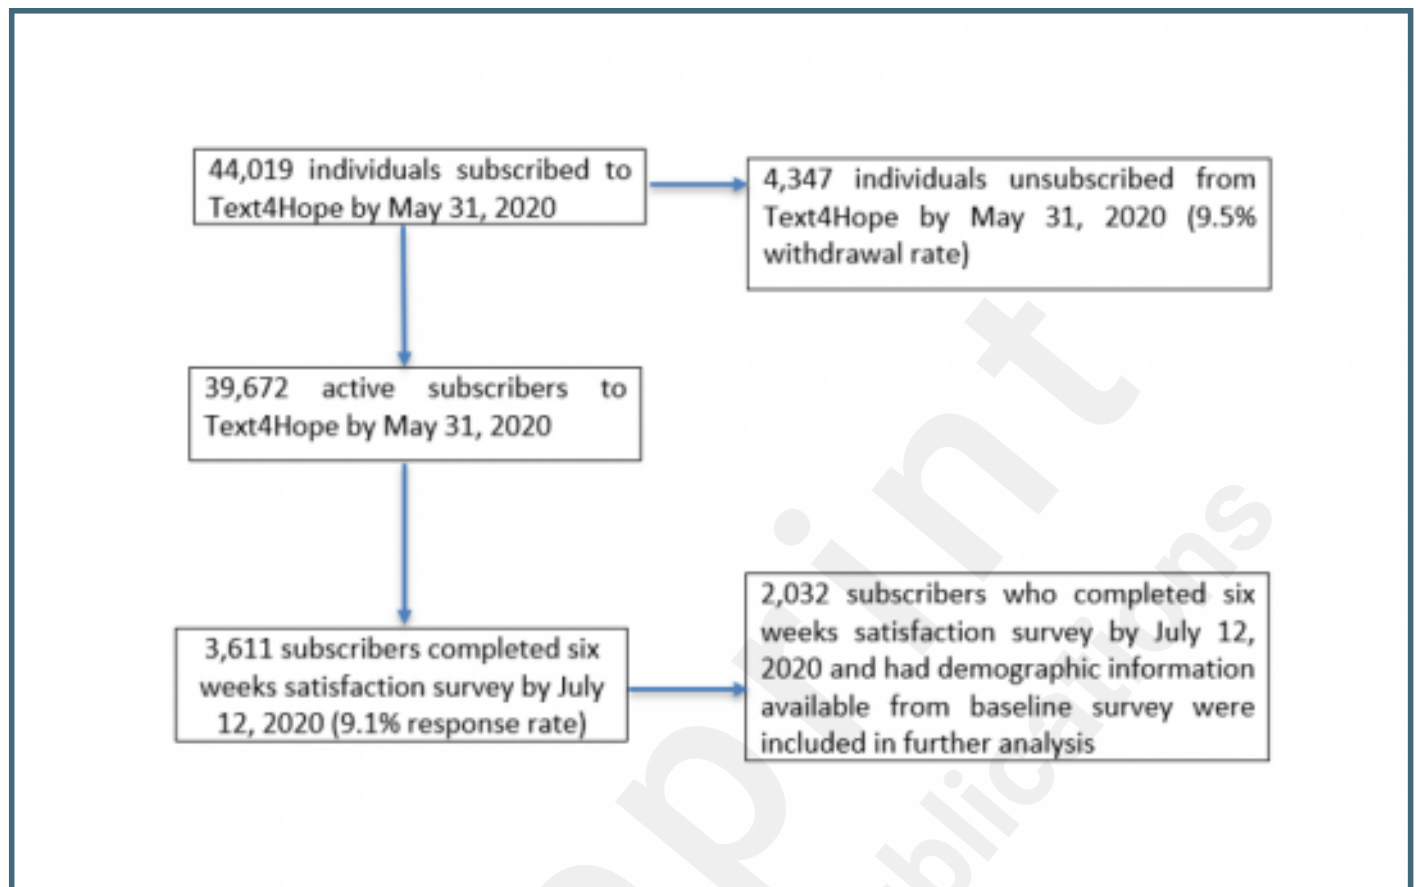 44,019 individuals subscribed to
Text4Hope by May 31, 2020
4,347 individuals unsubscribed from
Text4Hope by May 31, 2020 (9.5%
withdrawal rate)
39,672 active subscribers to
Text4Hope by May 31, 2020
3,611 subscribers completed six
weeks satisfaction survey by July
12, 2020 (9.1% response rate)
2,032 subscribers who completed six
weeks satisfaction survey by July 12,
2020 and had demographic information
available from baseline survey were
included in further analysis
print
blications